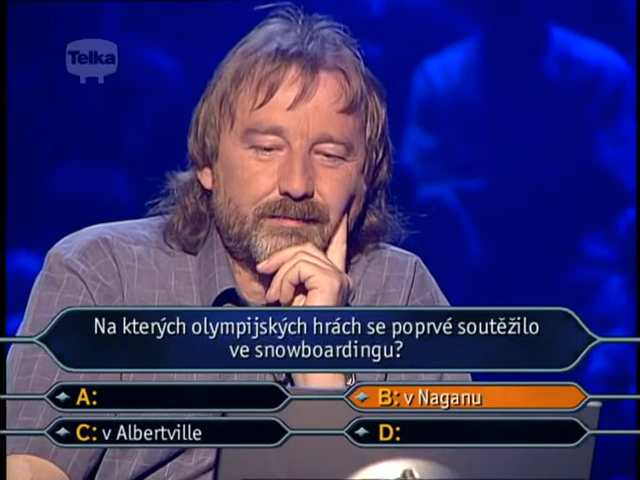 Telka
Na kterých olympijských hrách se poprvé soutěžilo
ve snowboardingu?
A:
B: v Naganu
C: v Albertville
D: